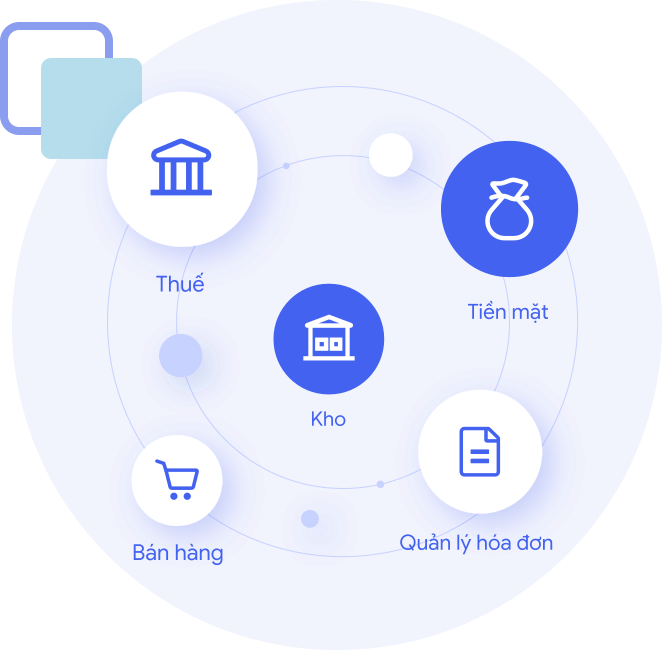 Thuế
Tiền mặt
Kho
Quản lý hóa đơn
Bán hàng